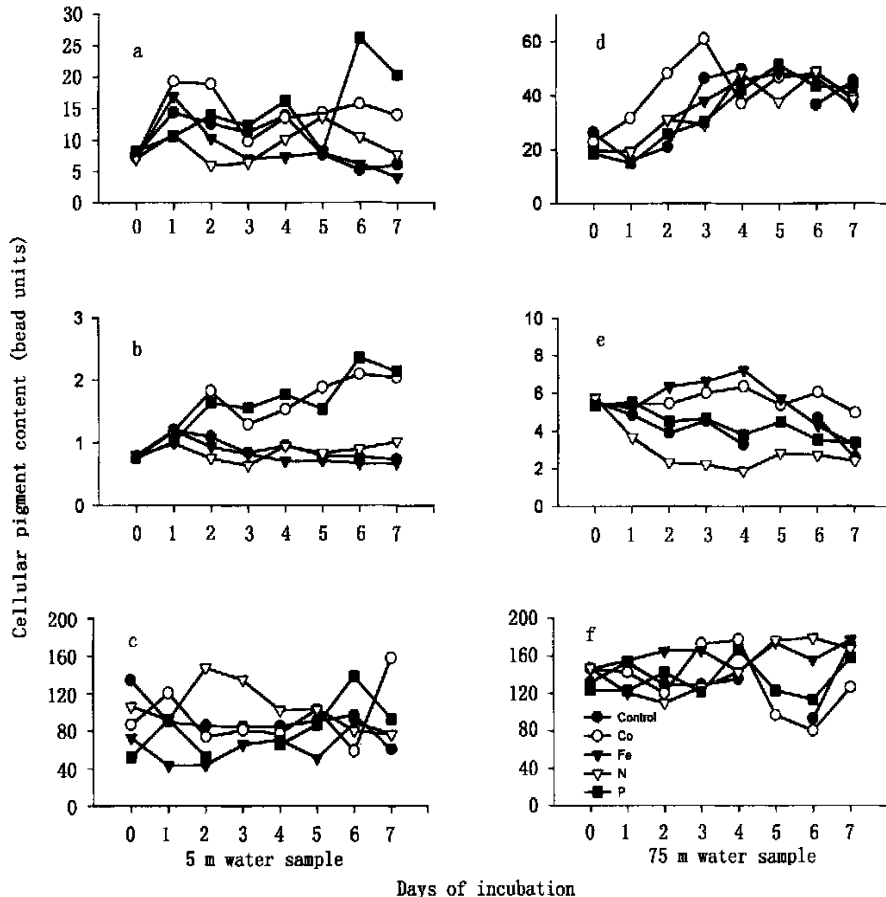 Cellular pigment content (bead units)
a
30
25
20
15
10
5
0
0 1 2 3 4 5 6 7
d
60
40
20
0
0 1 2 3 4 5 6 7
b
3
2
1
0
0 1 2 3 4 5 6 7
e
10
8
6
4
2
0
0 1 2 3 4 5 6 7
c
200
160
120
80
40
0
0 1 2 3 4 5 6 7
5 m water sample
f
200
160
120
80
40
0
Control
Co
Fe
N
P
0 1 2 3 4 5 6 7
75 m water sample
Days of incubation